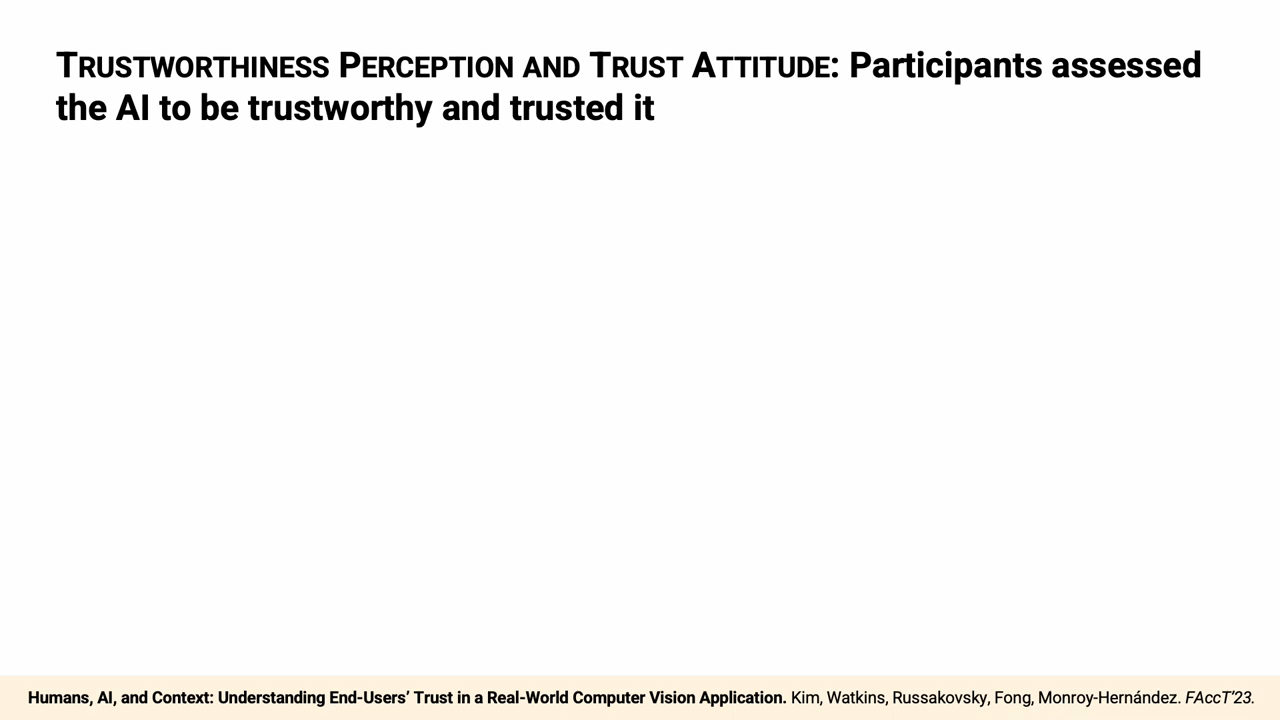 TRUSTWORTHINESS PERCEPTION AND TRUST ATTITUDE: Participants assessed
the AI to be trustworthy and trusted it
Humans, AI, and Context: Understanding End-Users’ Trust in a Real-World Computer Vision Application. Kim, Watkins, Russakovsky, Fong, Monroy-Hernández. FAccT’23.